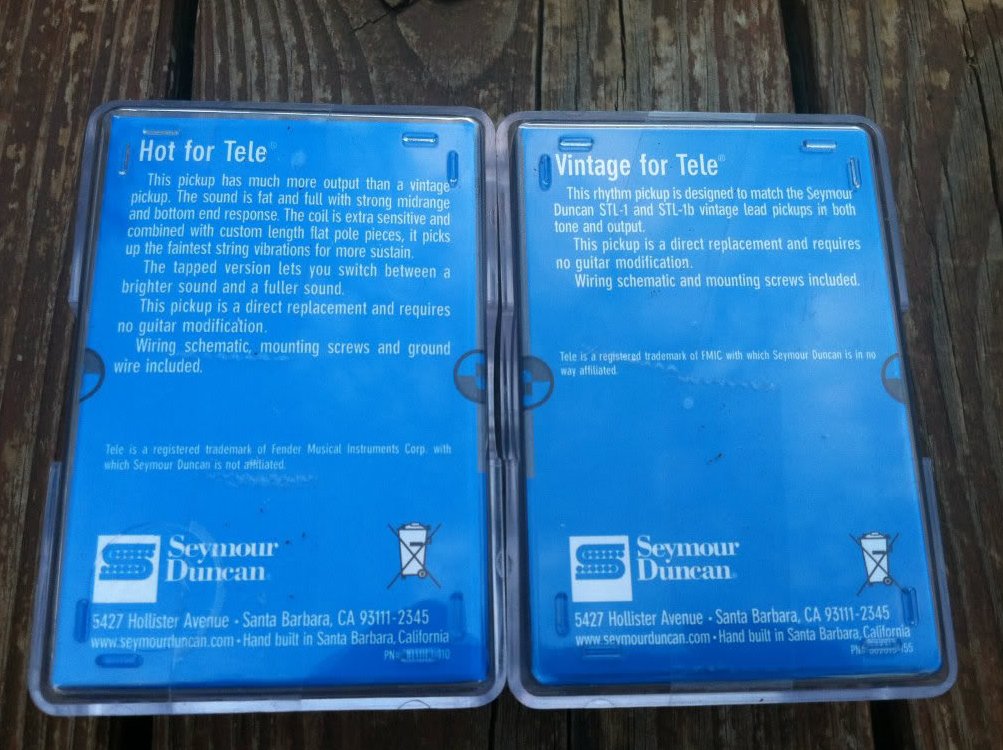 Hot for Tele®
This pickup has much more output than a vintage
pickup. The sound is fat and full with strong midrange
and bottom end response. The coil is extra sensitive and
combined with custom length flat pole pieces, it picks
up the faintest string vibrations for more sustain.
The tapped version lets you switch between a
brighter sound and a fuller sound.
This pickup is a direct replacement and requires
no guitar modification.
Wiring schematic, mounting screws and ground
wire included.
Tele is a registered trademark of Fender Musical Instruments Corp. with
which Seymour Duncan is not affiliated.
Seymour
Duncan
5427 Hollister Avenue • Santa Barbara, CA 93111-2345
www.seymourduncan.com • Hand built in Santa Barbara, California
PN=
Vintage for Tele®
This rhythm pickup is designed to match the Seymour
Duncan STL-1 and STL-1b vintage lead pickups in both
tone and output.
This pickup is a direct replacement and requires
no guitar modification.
Wiring schematic and mounting screws included.
Tele is a registered trademark of FMIC with which Seymour Duncan is in no
way affiliated.
Seymour
Duncan
5427 Hollister Avenue • Santa Barbara, CA 93111-2345
www.seymourduncan.com • Hand built in Santa Barbara, California
PN=